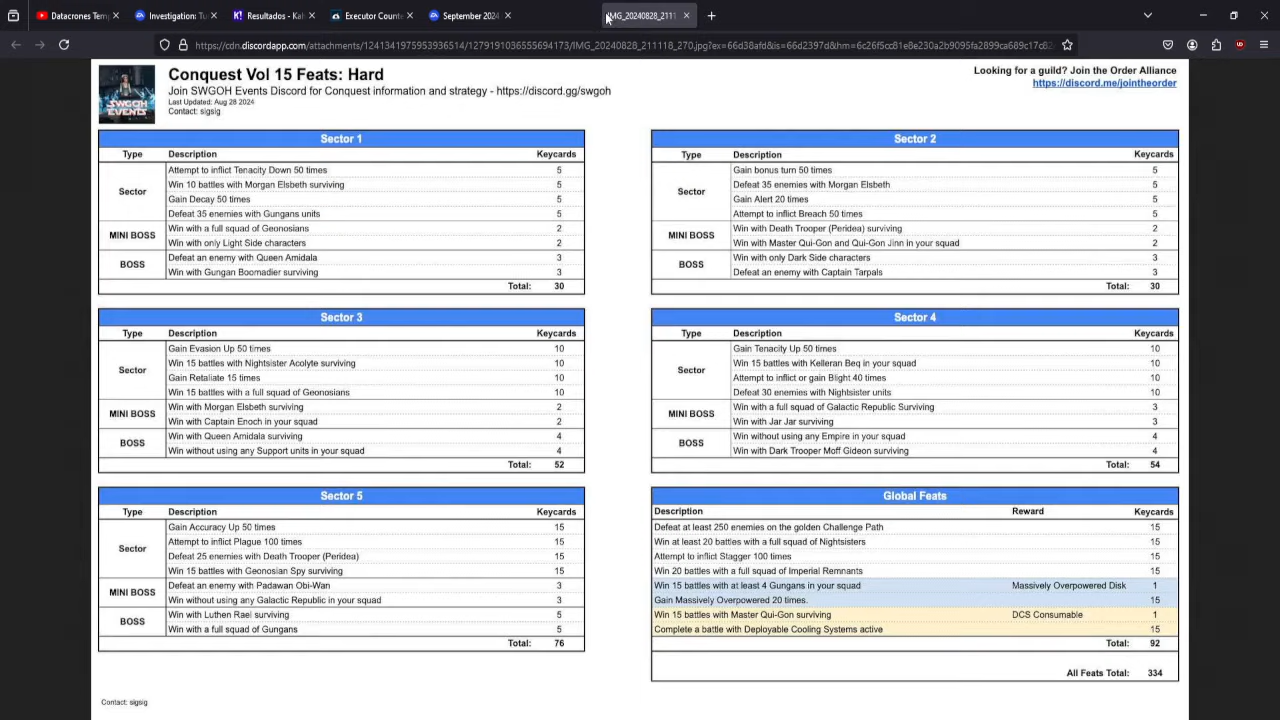 Datacrones Temp
Investigation: Tu
Resultados - Kah
Executor Counte
September 2024
IMG_20240828_2111
https://cdn.discordapp.com/attachments/1241341975953936514/1279191036555694173/IMG_20240828_211118_270.jpg?ex=66d38afd&is=66d2397d&hm=6c26f5cc81e8e230a2b9095fa2899ca689c17c82
Conquest Vol 15 Feats: Hard
Join SWGOH Events Discord for Conquest information and strategy - https://discord.gg/swgoh
Last Updated: Aug 28 2024
Contact: sigsig
SWGOH
EVENTS
Looking for a guild? Join the Order Alliance
https://discord.me/jointheorder
Sector 1
Type Description Keycards
Sector
Attempt to inflict Tenacity Down 50 times 5
Win 10 battles with Morgan Elsbeth surviving 5
Gain Decay 50 times 5
Defeat 35 enemies with Gungans units 5
MINI BOSS
Win with a full squad of Geonosians 2
Win with only Light Side characters 2
BOSS
Defeat an enemy with Queen Amidala 3
Win with Gungan Boomadier surviving 3
Total: 30
Sector 2
Type Description Keycards
Sector
Gain bonus turn 50 times 5
Defeat 35 enemies with Morgan Elsbeth 5
Gain Alert 20 times 5
Attempt to inflict Breach 50 times 5
MINI BOSS
Win with Death Trooper (Peridea) surviving 2
Win with Master Qui-Gon and Qui-Gon Jinn in your squad 2
BOSS
Win with only Dark Side characters 3
Defeat an enemy with Captain Tarpals 3
Total: 30
Sector 3
Type Description Keycards
Sector
Gain Evasion Up 50 times 10
Win 15 battles with Nightsister Acolyte surviving 10
Gain Retaliate 15 times 10
Win 15 battles with a full squad of Geonosians 10
MINI BOSS
Win with Morgan Elsbeth surviving 2
Win with Captain Enoch in your squad 2
BOSS
Win with Queen Amidala surviving 4
Win without using any Support units in your squad 4
Total: 52
Sector 4
Type Description Keycards
Sector
Gain Tenacity Up 50 times 10
Win 15 battles with Kelleran Beq in your squad 10
Attempt to inflict or gain Blight 40 times 10
Defeat 30 enemies with Nightsister units 10
MINI BOSS
Win with a full squad of Galactic Republic Surviving 3
Win with Jar Jar surviving 3
BOSS
Win without using any Empire in your squad 4
Win with Dark Trooper Moff Gideon surviving 4
Total: 54
Sector 5
Type Description Keycards
Sector
Gain Accuracy Up 50 times 15
Attempt to inflict Plague 100 times 15
Defeat 25 enemies with Death Trooper (Peridea) 15
Win 15 battles with Geonosian Spy surviving 15
MINI BOSS
Defeat an enemy with Padawan Obi-Wan 3
Win without using any Galactic Republic in your squad 3
BOSS
Win with Luthen Rael surviving 5
Win with a full squad of Gungans 5
Total: 76
Global Feats
Description Reward Keycards
Defeat at least 250 enemies on the golden Challenge Path 15
Win at least 20 battles with a full squad of Nightsisters 15
Attempt to inflict Stagger 100 times 15
Win 20 battles with a full squad of Imperial Remnants 15
Win 15 battles with at least 4 Gungans in your squad Massively Overpowered Disk 1
Gain Massively Overpowered 20 times. 15
Win 15 battles with Master Qui-Gon surviving DCS Consumable 1
Complete a battle with Deployable Cooling Systems active 15
Total: 92
All Feats Total: 334
Contact: sigsig